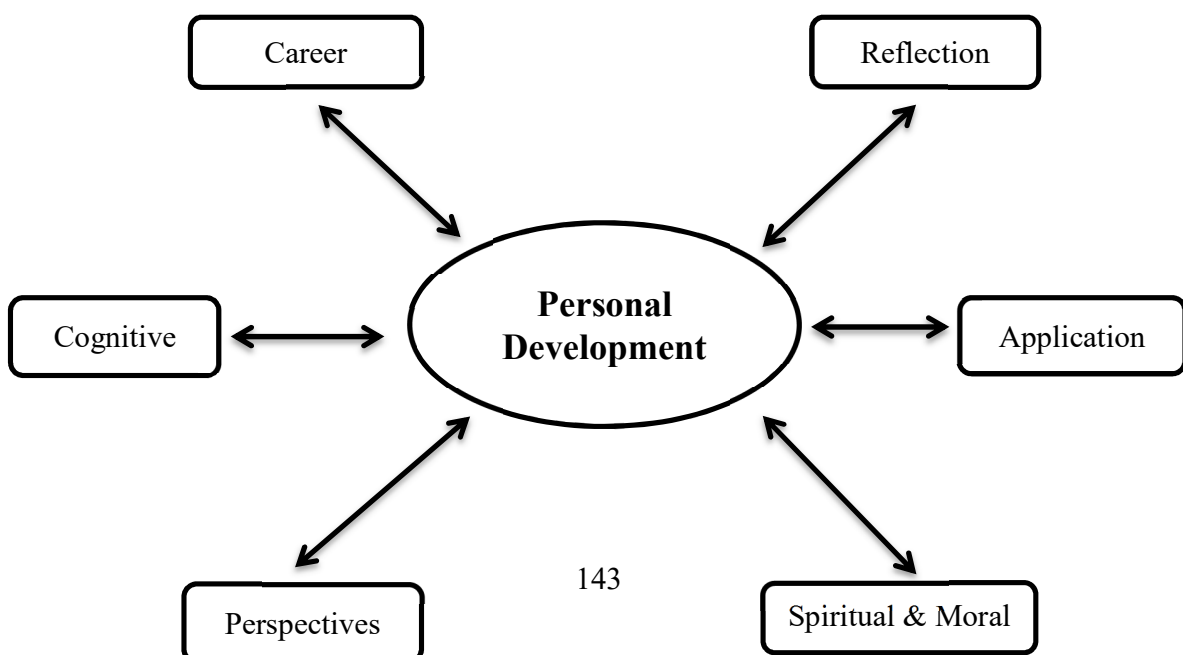 Career
Reflection
Personal
Development
Cognitive
Application
143
Perspectives
Spiritual & Moral